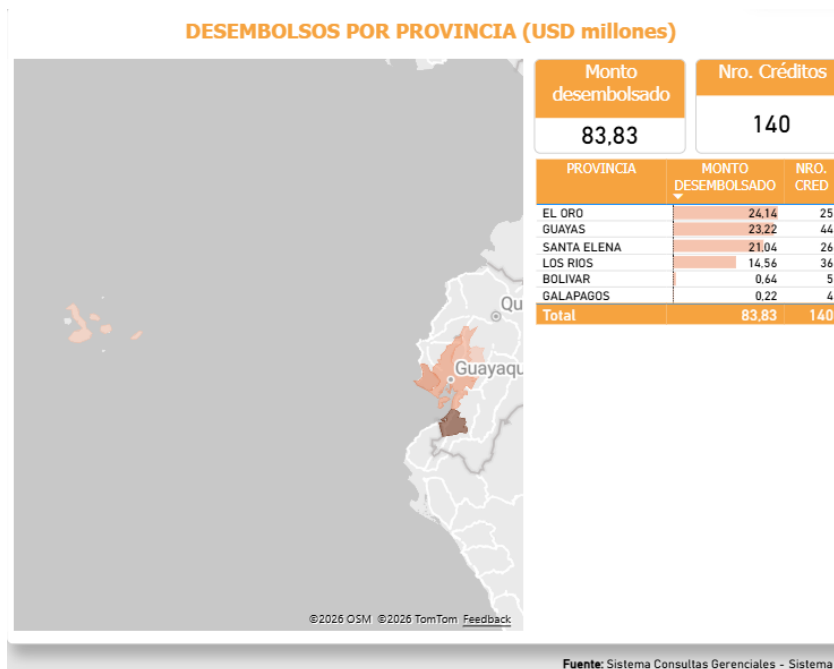 DESEMBOLSOS POR PROVINCIA (USD millones)
Monto desembolsado
83,83
Nro. Créditos
140
PROVINCIA MONTO DESEMBOLSADO NRO. CRED
EL ORO 24,14 25
GUAYAS 23,22 44
SANTA ELENA 21,04 26
LOS RIOS 14,56 36
BOLIVAR 0,64 5
GALAPAGOS 0,22 4
Total 83,83 140
Qu
Guayaqu
©2026 OSM ©2026 TomTom Feedback
Fuente: Sistema Consultas Gerenciales - Sistema